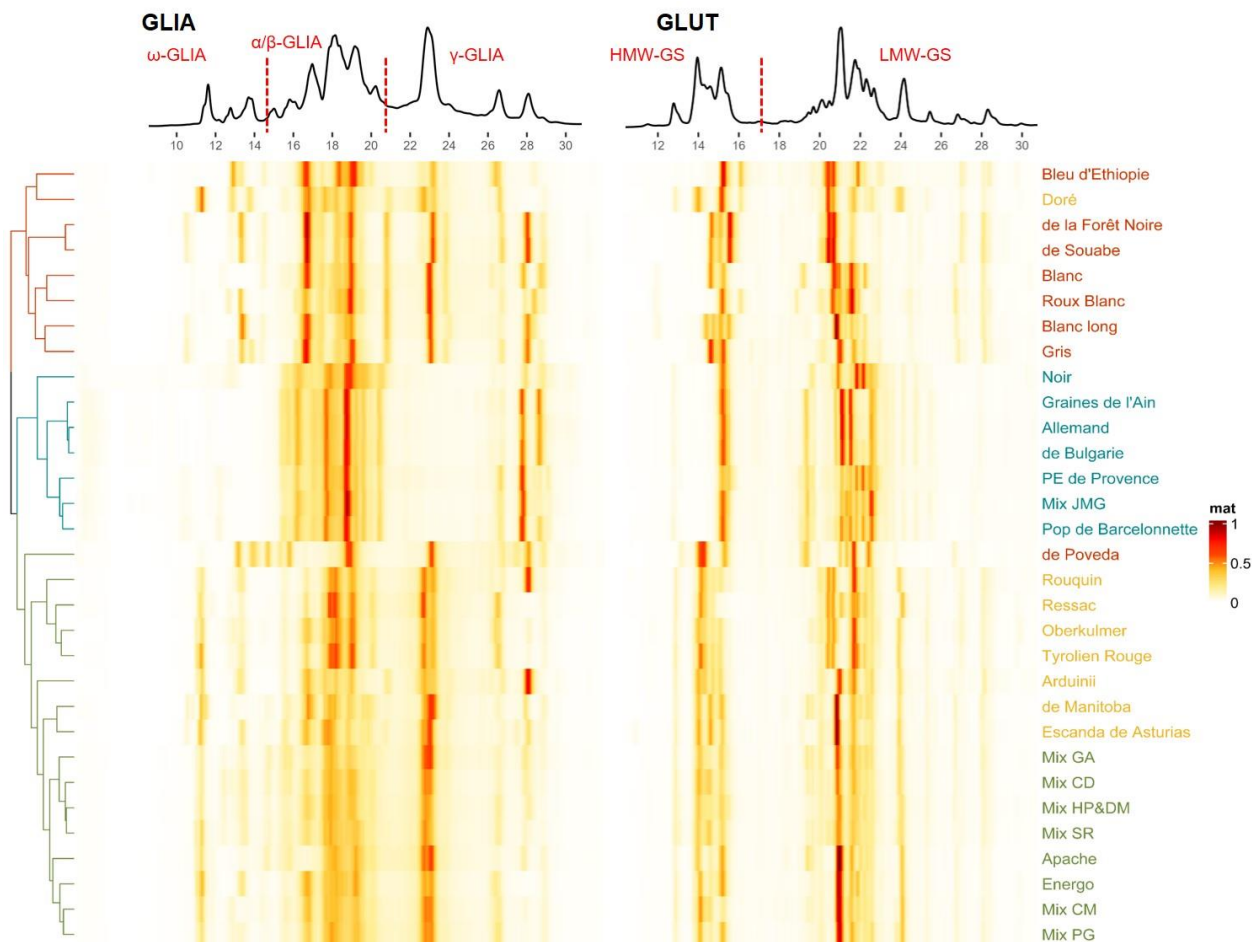 GLIA GLUT
ω-GLIA α/β-GLIA γ-GLIA HMW-GS LMW-GS
10 12 14 16 18 20 22 24 26 28 30 12 14 16 18 20 22 24 26 28 30
Bleu d'Ethiopie
Doré
de la Forêt Noire
de Souabe
Blanc
Roux Blanc
Blanc long
Gris
Noir
Graines de l'Ain
Allemand
de Bulgarie
PE de Provence
Mix JMG
Pop de Barcelonnette
de Poveda
Rouquin
Ressac
Oberkulmer
Tyrolien Rouge
Arduinii
de Manitoba
Escanda de Asturias
Mix GA
Mix CD
Mix HP&DM
Mix SR
Apache
Energo
Mix CM
Mix PG
mat
1
0.5
0